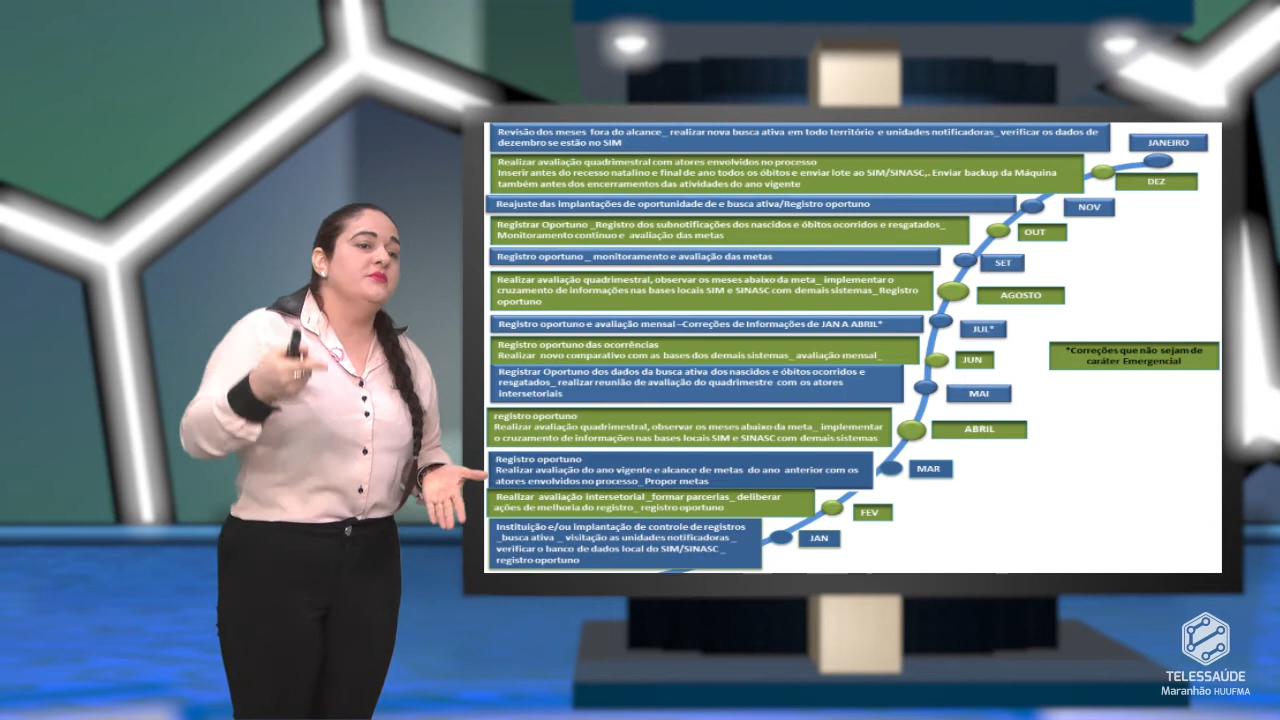 Revisão dos meses fora do alcance_ realizar nova busca ativa em todo território e unidades notificadoras_ verificar os dados de
dezembro se estão no SIM
JANEIRO
Realizar avaliação quadrimestral com atores envolvidos no processo
Inserir antes do recesso natalino e final de ano todos os óbitos e enviar lote ao SIM/SINASC,. Enviar backup da Máquina
também antes dos encerramentos das atividades do ano vigente
DEZ
Reajuste das implantações de oportunidade de e busca ativa/Registro oportuno
NOV
Registrar Oportuno _Registro dos subnotificações dos nascidos e óbitos ocorridos e resgatados_
Monitoramento continuo e avaliação das metas
OUT
Registro oportuno _ monitoramento e avaliação das metas
SET
Realizar avaliação quadrimestral, observar os meses abaixo da meta_ implementar o
cruzamento de informações nas bases locais SIM e SINASC com demais sistemas_ Registro
oportuno
AGOSTO
Registro oportuno e avaliação mensal –Correções de Informações de JAN A ABRIL*
JUL*
Registro oportuno das ocorrências
Realizar novo comparativo com as bases dos demais sistemas_ avaliação mensal_
JUN
*Correções que não sejam de
caráter Emergencial
Registrar Oportuno dos dados da busca ativa dos nascidos e óbitos ocorridos e
resgatados_ realizar reunião de avaliação do quadrimestre com os atores
intersetoriais
MAI
registro oportuno
Realizar avaliação quadrimestral, observar os meses abaixo da meta_ implementar
o cruzamento de informações nas bases locais SIM e SINASC com demais sistemas
ABRIL
Registro oportuno
Realizar avaliação do ano vigente e alcance de metas do ano anterior com os
atores envolvidos no processo_ Propor metas
MAR
Realizar avaliação intersetorial _formar parcerias_ deliberar
ações de melhoria do registro_ registro oportuno
FEV
Instituição e/ou implantação de controle de registros
_busca ativa _ visitação as unidades notificadoras _
verificar o banco de dados local do SIM/SINASC _
registro oportuno
JAN
TELESSAÚDE
Maranhão HUUFMA